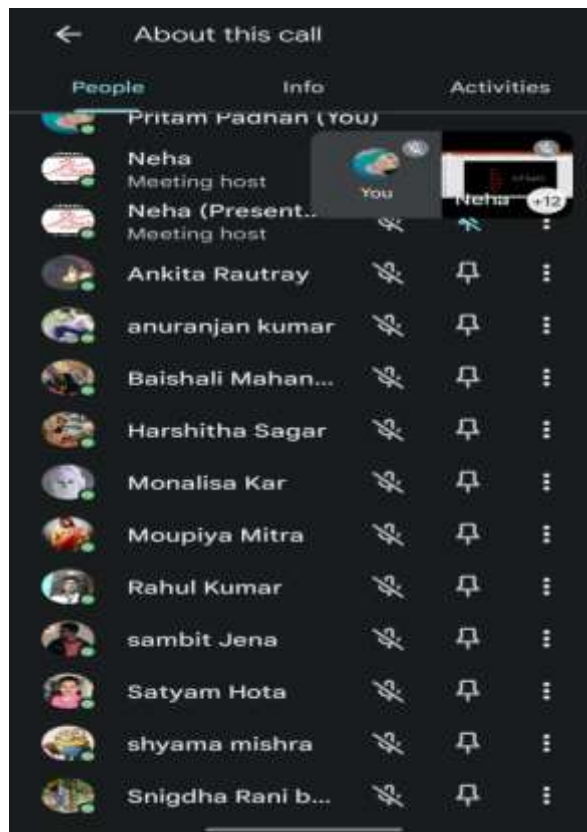 About this call
People Info Activities
Pritam Padhan (You)
Neha
Meeting host
You
Neha
+12
Neha (Present..
Meeting host
Ankita Rautray
anuranjan kumar
Baishali Mahan...
Harshitha Sagar
Monalisa Kar
Moupiya Mitra
Rahul Kumar
sambit Jena
Satyam Hota
shyama mishra
Snigdha Rani b...